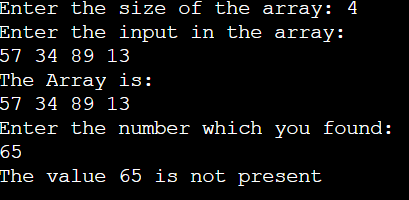 Enter the size of the array: 4
Enter the input in the array:
57 34 89 13
The Array is:
57 34 89 13
Enter the number which you found:
65
The value 65 is not present